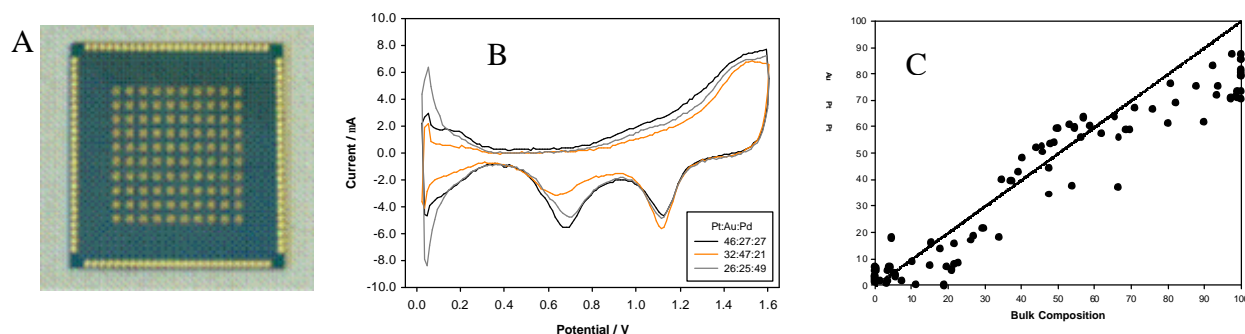 A
B
C
10.0
8.0
6.0
4.0
2.0
0.0
-2.0
-4.0
-6.0
-8.0
-10.0
Current / mA
0.0 0.2 0.4 0.6 0.8 1.0 1.2 1.4 1.6
Potential / V
Pt:Au:Pd
46:27:27
32:47:21
26:25:49
100
90
80
70
60
50
40
30
20
10
0
Au
Pt
Pt
0 10 20 30 40 50 60 70 80 90 100
Bulk Composition